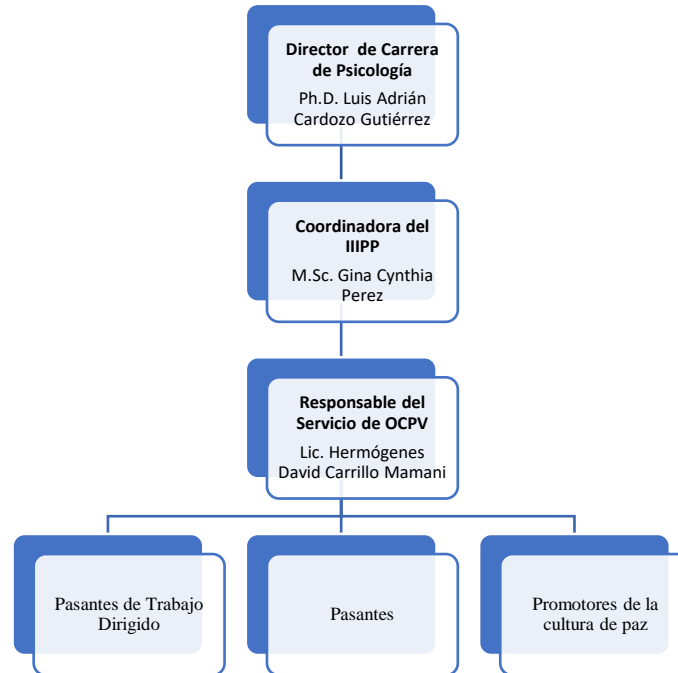 Director de Carrera
de Psicología
Ph.D. Luis Adrián
Cardozo Gutiérrez
Coordinadora del
IIIPP
M.Sc. Gina Cynthia
Perez
Responsable del
Servicio de OCPV
Lic. Hermógenes
David Carrillo Mamani
Pasantes de Trabajo
Dirigido
Pasantes
Promotores de la
cultura de paz